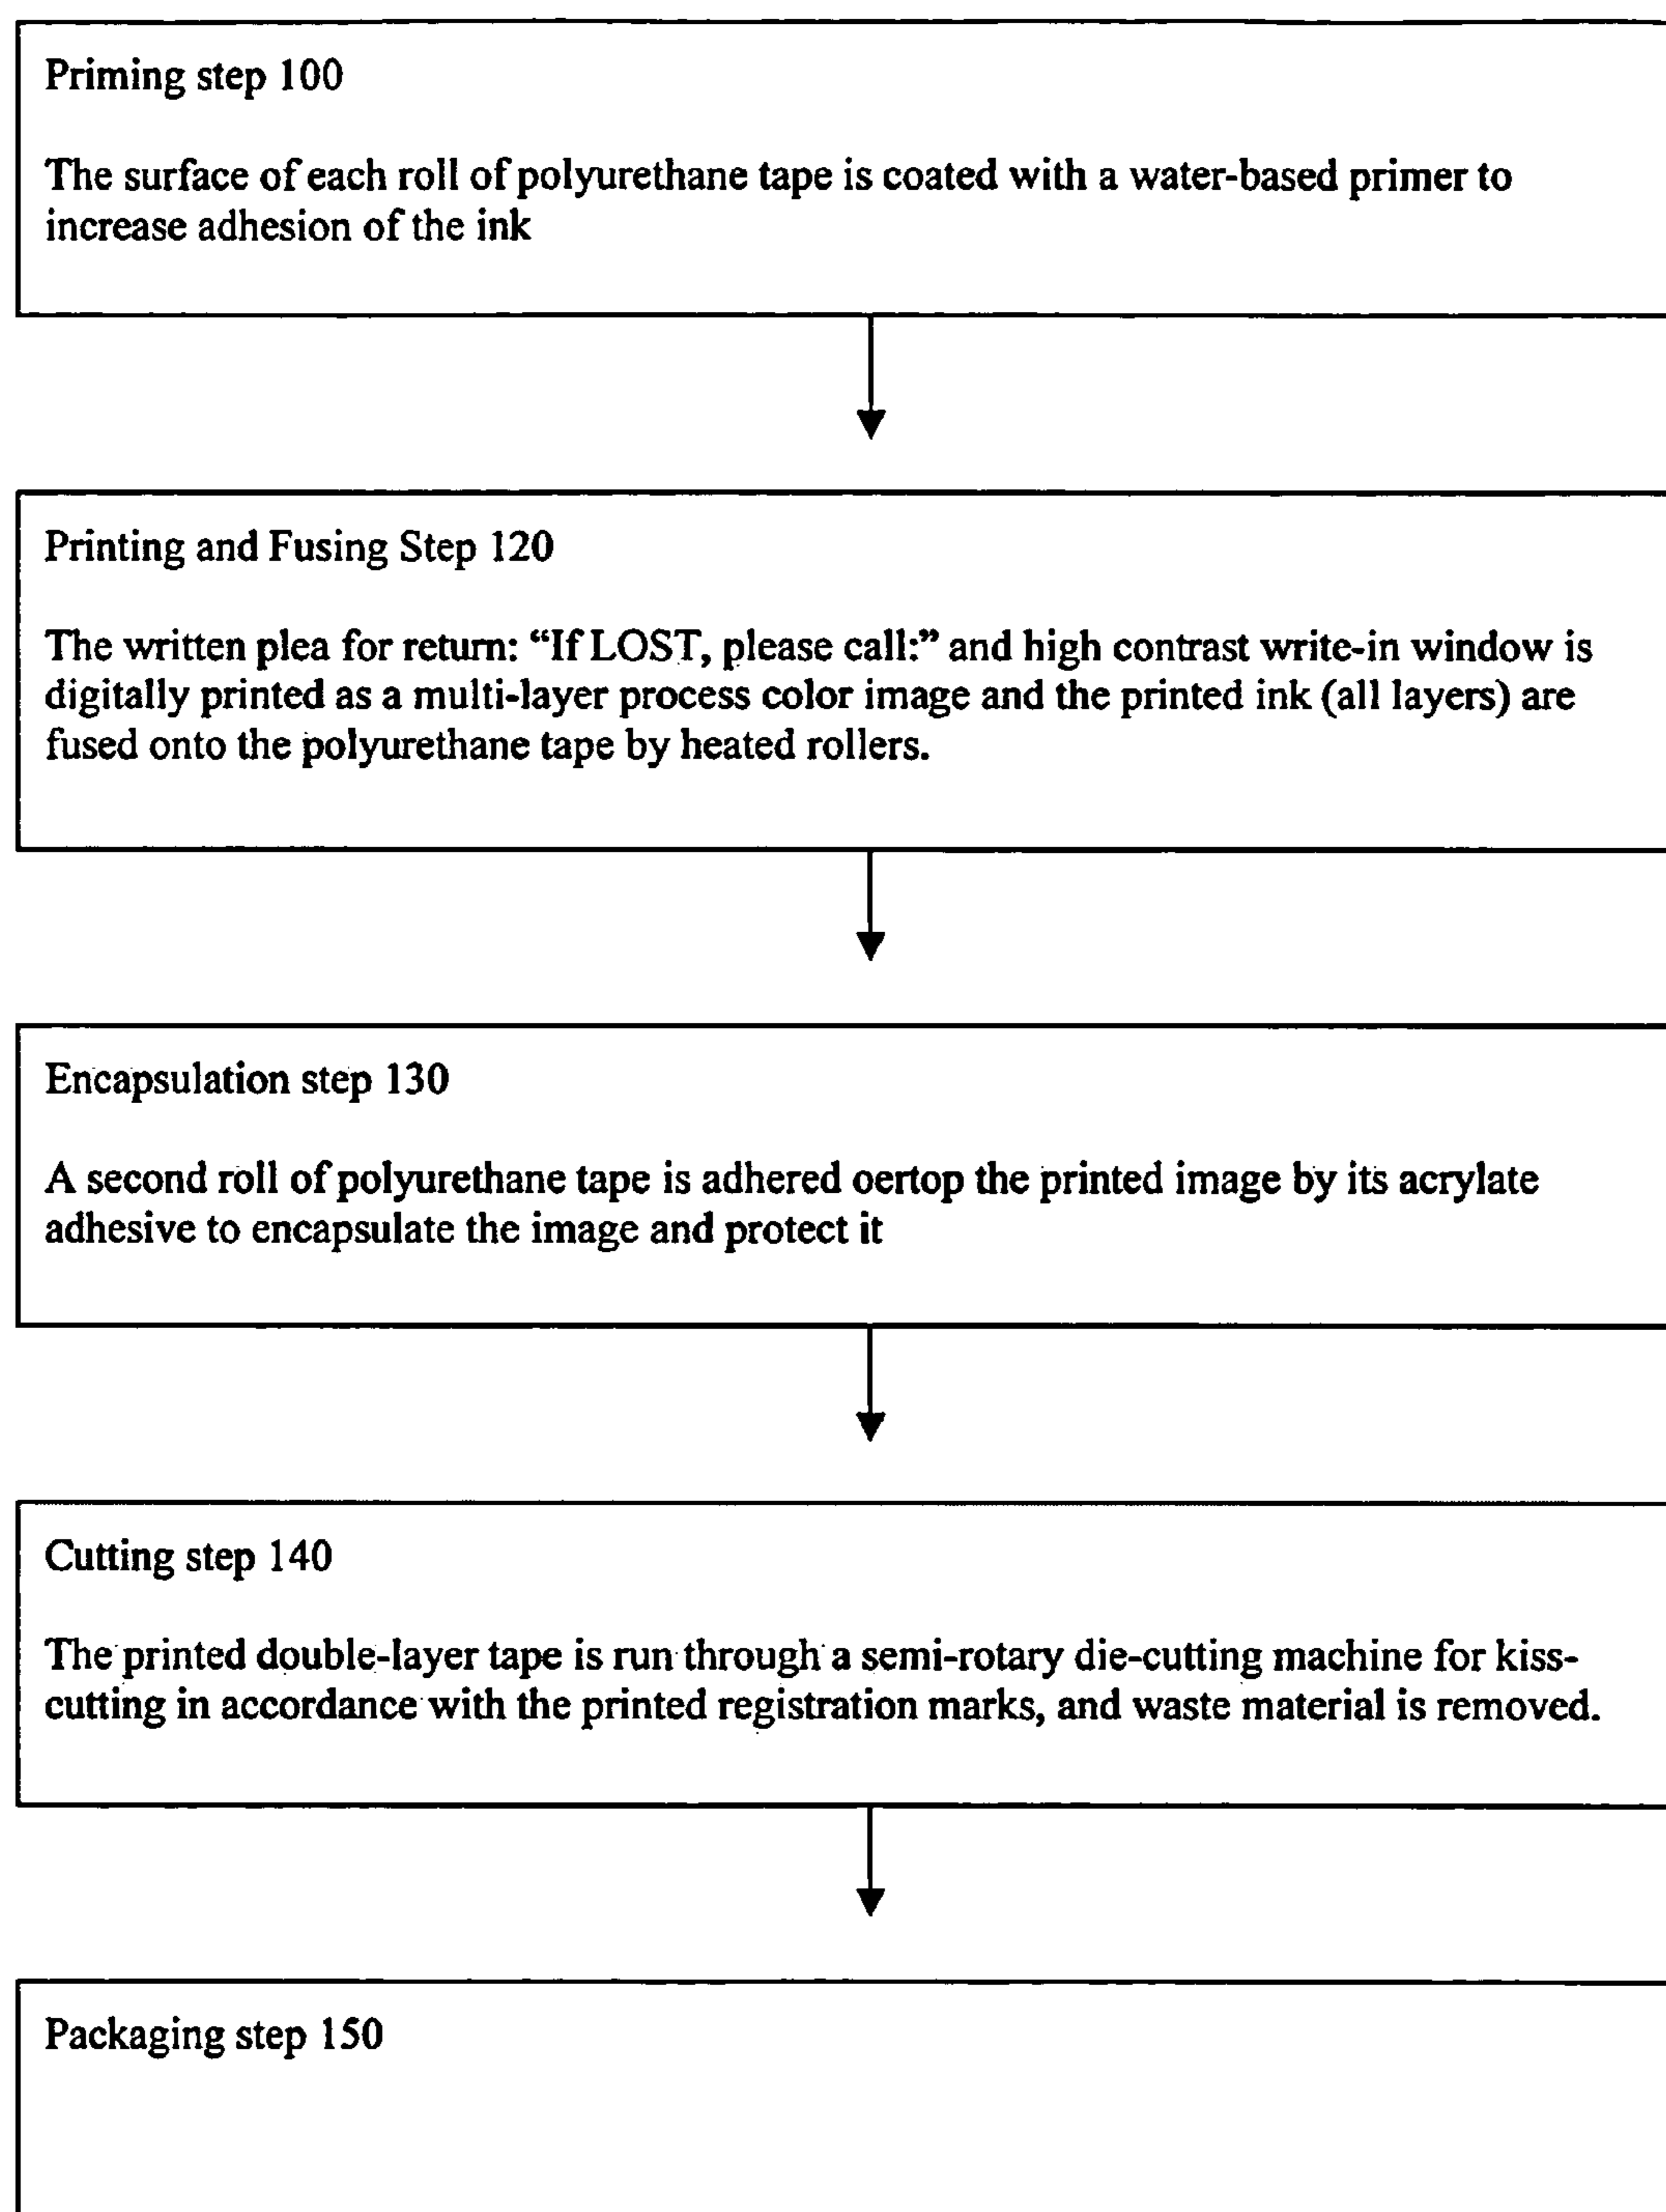 Priming step 100
The surface of each roll of polyurethane tape is coated with a water-based primer to
increase adhesion of the ink
Printing and Fusing Step 120
The written plea for return: “If LOST, please call:” and high contrast write-in window is
digitally printed as a multi-layer process color image and the printed ink (all layers) are
fused onto the polyurethane tape by heated rollers.
Encapsulation step 130
A second roll of polyurethane tape is adhered oertop the printed image by its acrylate
adhesive to encapsulate the image and protect it
Cutting step 140
The printed double-layer tape is run through a semi-rotary die-cutting machine for kiss-
cutting in accordance with the printed registration marks, and waste material is removed.
Packaging step 150